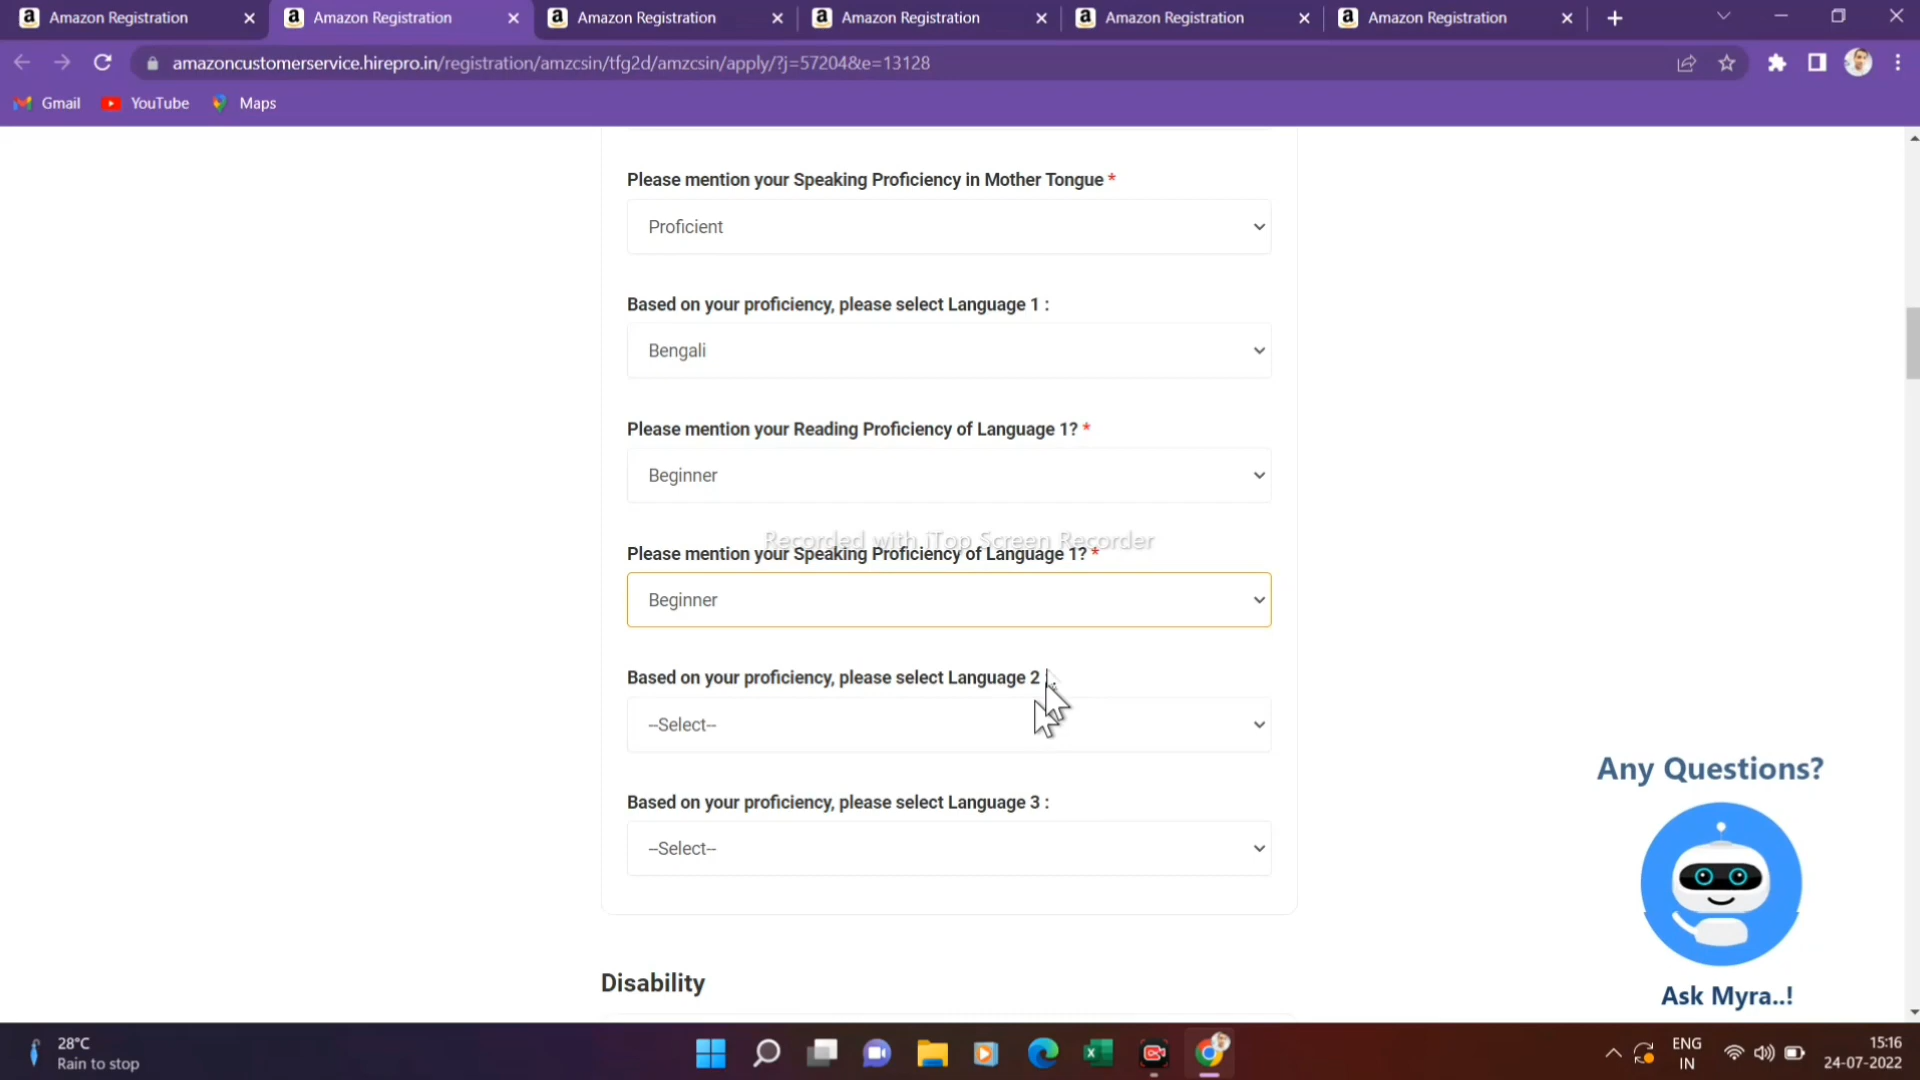 Amazon Registration
Amazon Registration
Amazon Registration
Amazon Registration
Amazon Registration
Amazon Registration
amazoncustomerservice.hirepro.in/registration/amzcsin/tfg2d/amzcsin/apply/?j=57204&e=13128
Gmail
YouTube
Maps
Please mention your Speaking Proficiency in Mother Tongue *
Proficient
Based on your proficiency, please select Language 1 :
Bengali
Please mention your Reading Proficiency of Language 1? *
Beginner
Recorded with iTop Screen Recorder
Please mention your Speaking Proficiency of Language 1? *
Beginner
Based on your proficiency, please select Language 2 :
--Select--
Based on your proficiency, please select Language 3 :
--Select--
Any Questions?
Ask Myra..!
Disability
28°C
Rain to stop
ENG
IN
15:16
24-07-2022